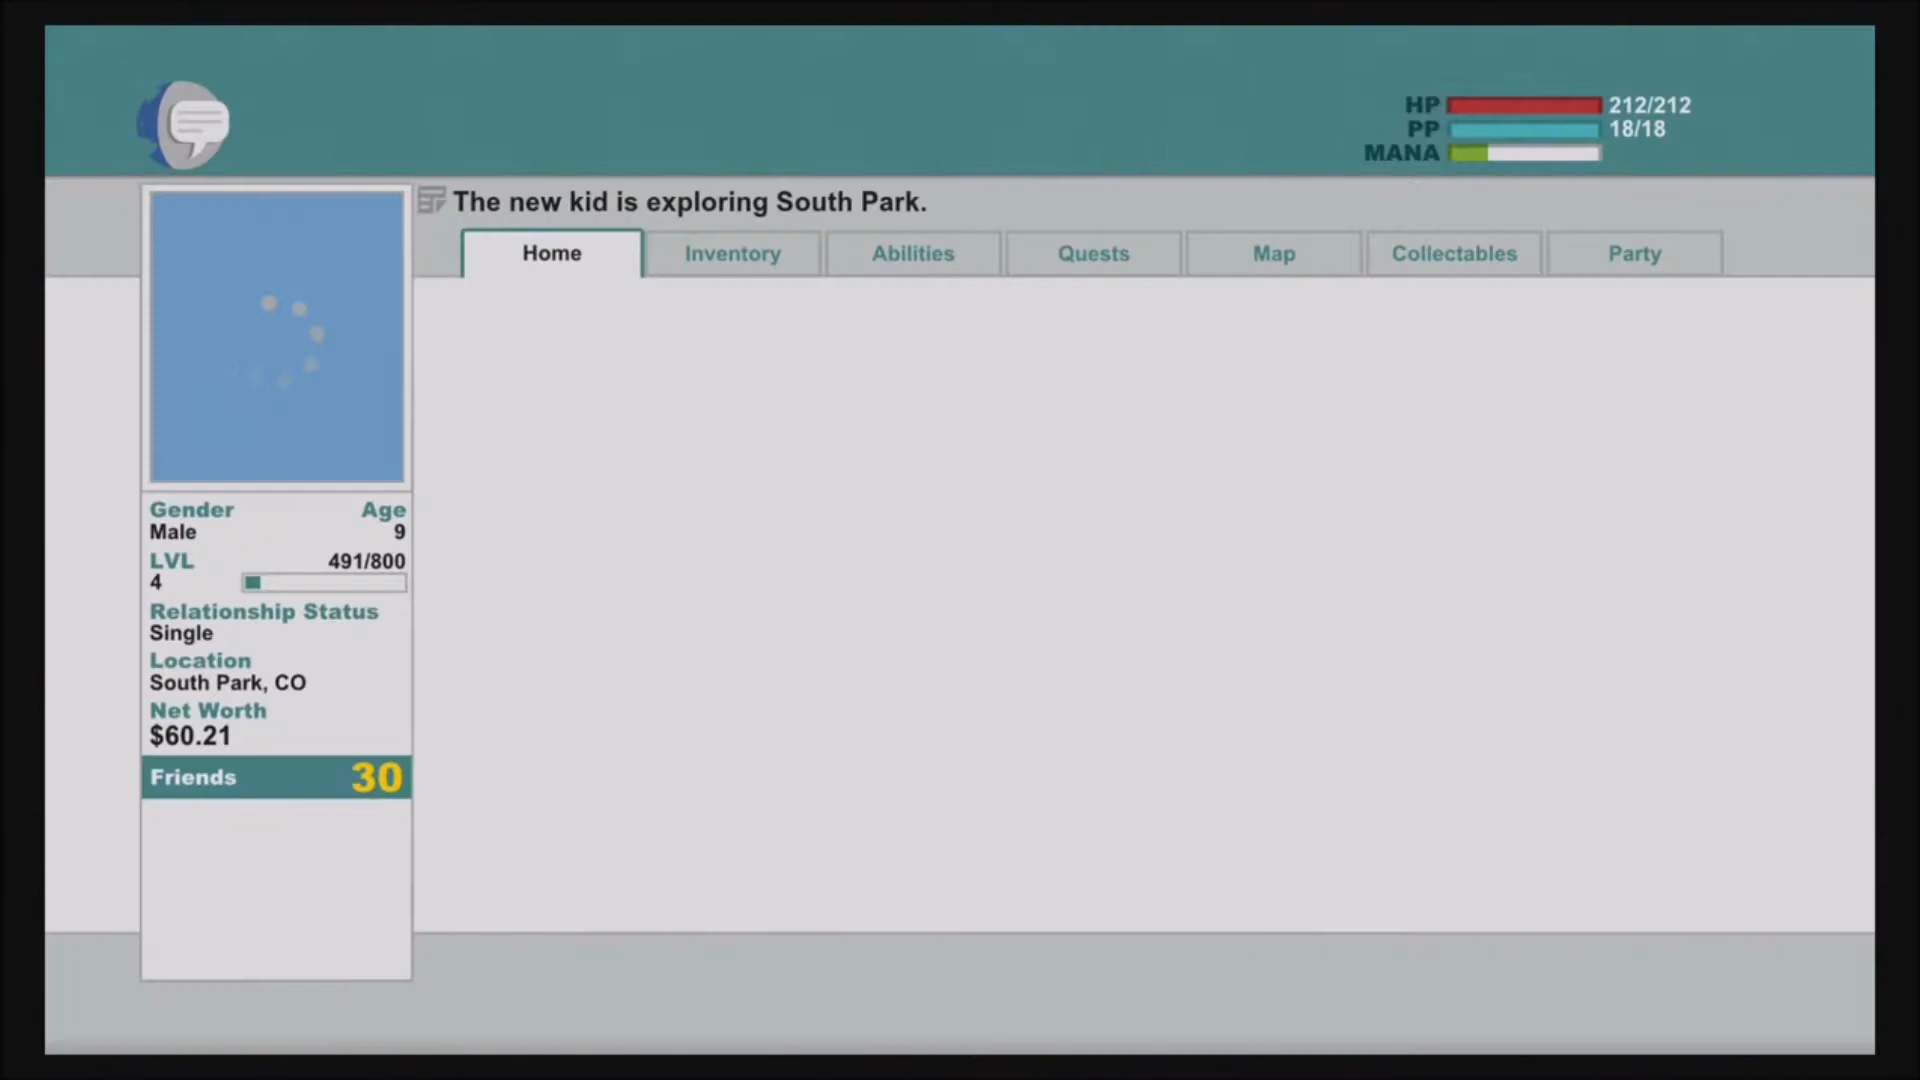 HP 212/212
PP 18/18
MANA
The new kid is exploring South Park.
Home Inventory Abilities Quests Map Collectables Party
Gender Age
Male 9
LVL 491/800
4
Relationship Status
Single
Location
South Park, CO
Net Worth
$60.21
Friends 30